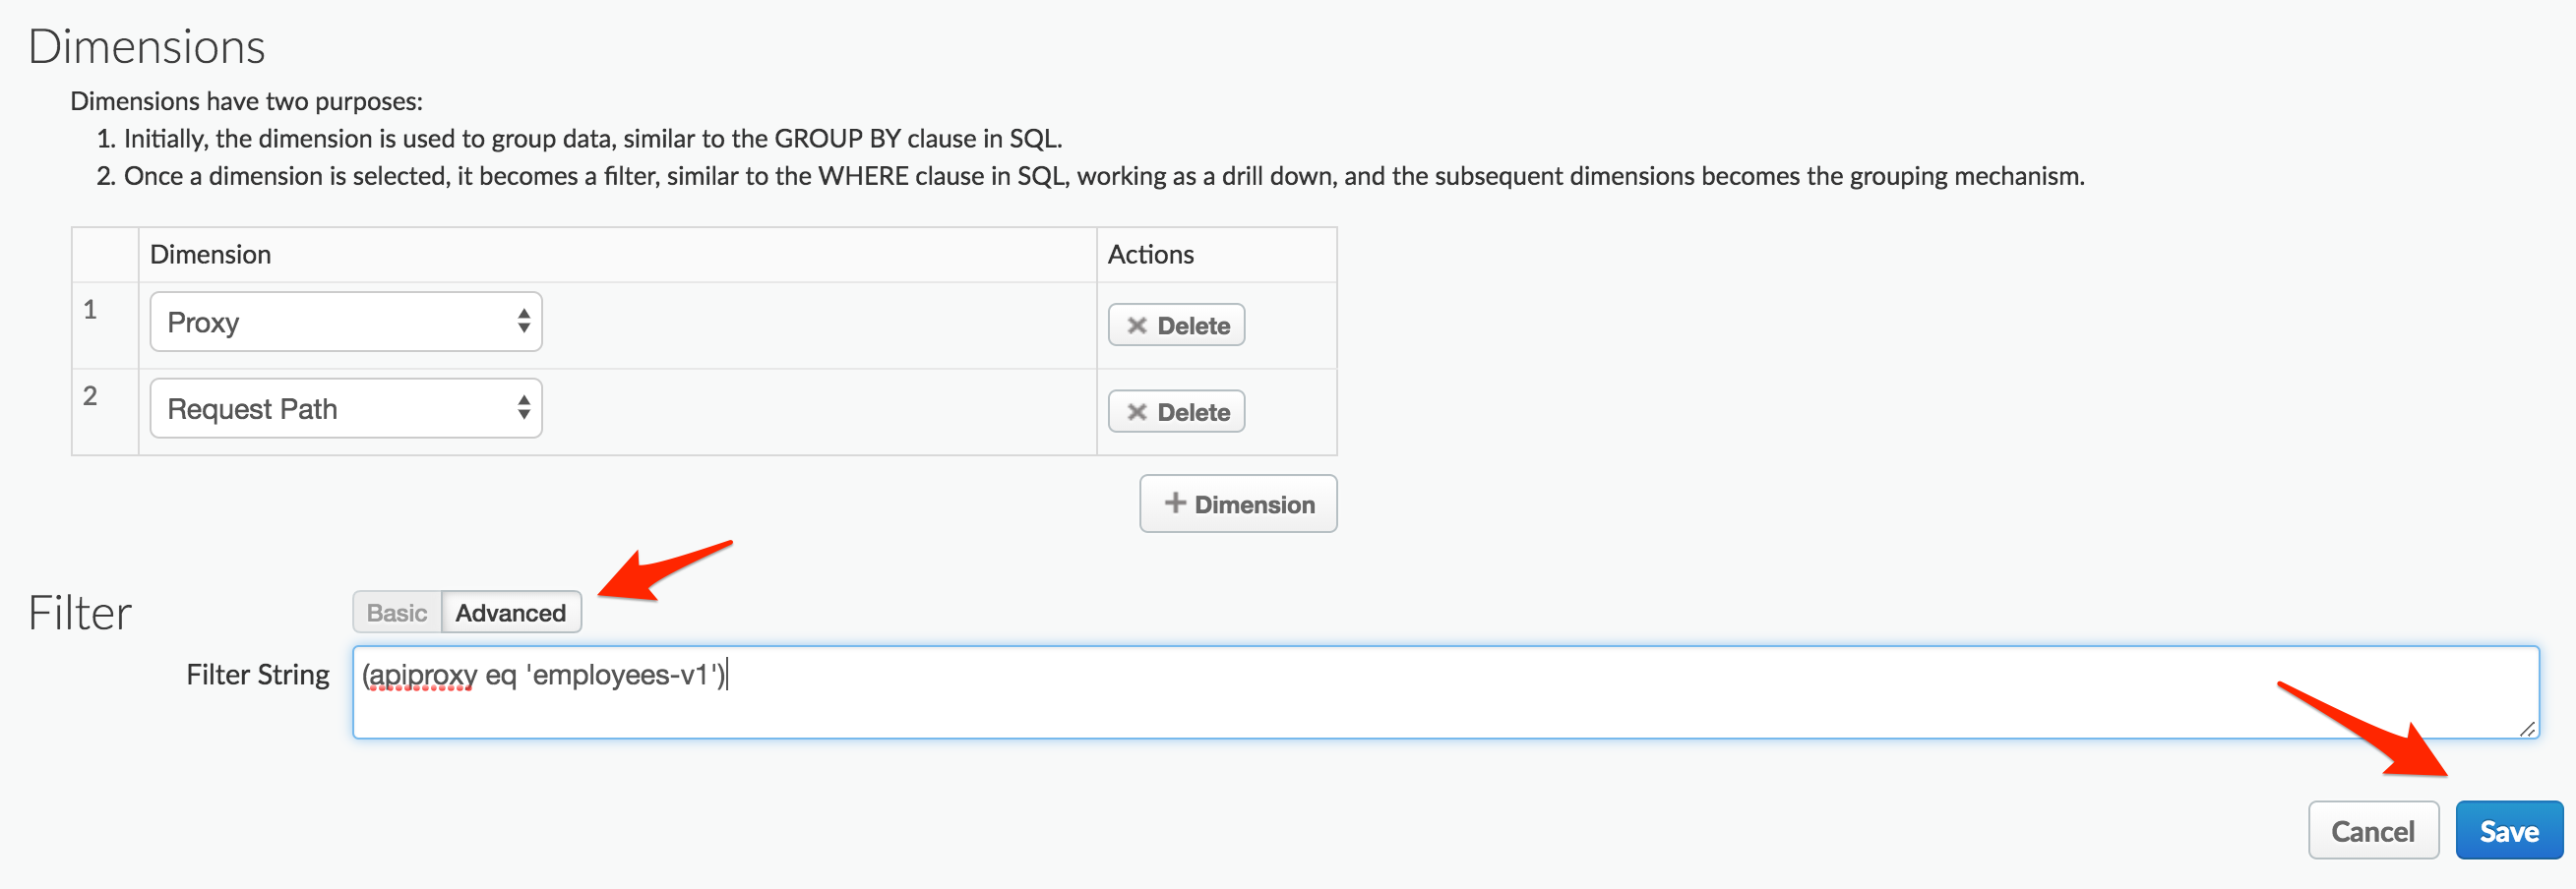 Dimensions
Dimensions have two purposes:
1. Initially, the dimension is used to group data, similar to the GROUP BY clause in SQL.
2. Once a dimension is selected, it becomes a filter, similar to the WHERE clause in SQL, working as a drill down, and the subsequent dimensions becomes the grouping mechanism.
Dimension Actions
1 Proxy Delete
2 Request Path Delete
+ Dimension
Filter Basic Advanced
Filter String (apiproxy eq 'employees-v1')
Cancel Save